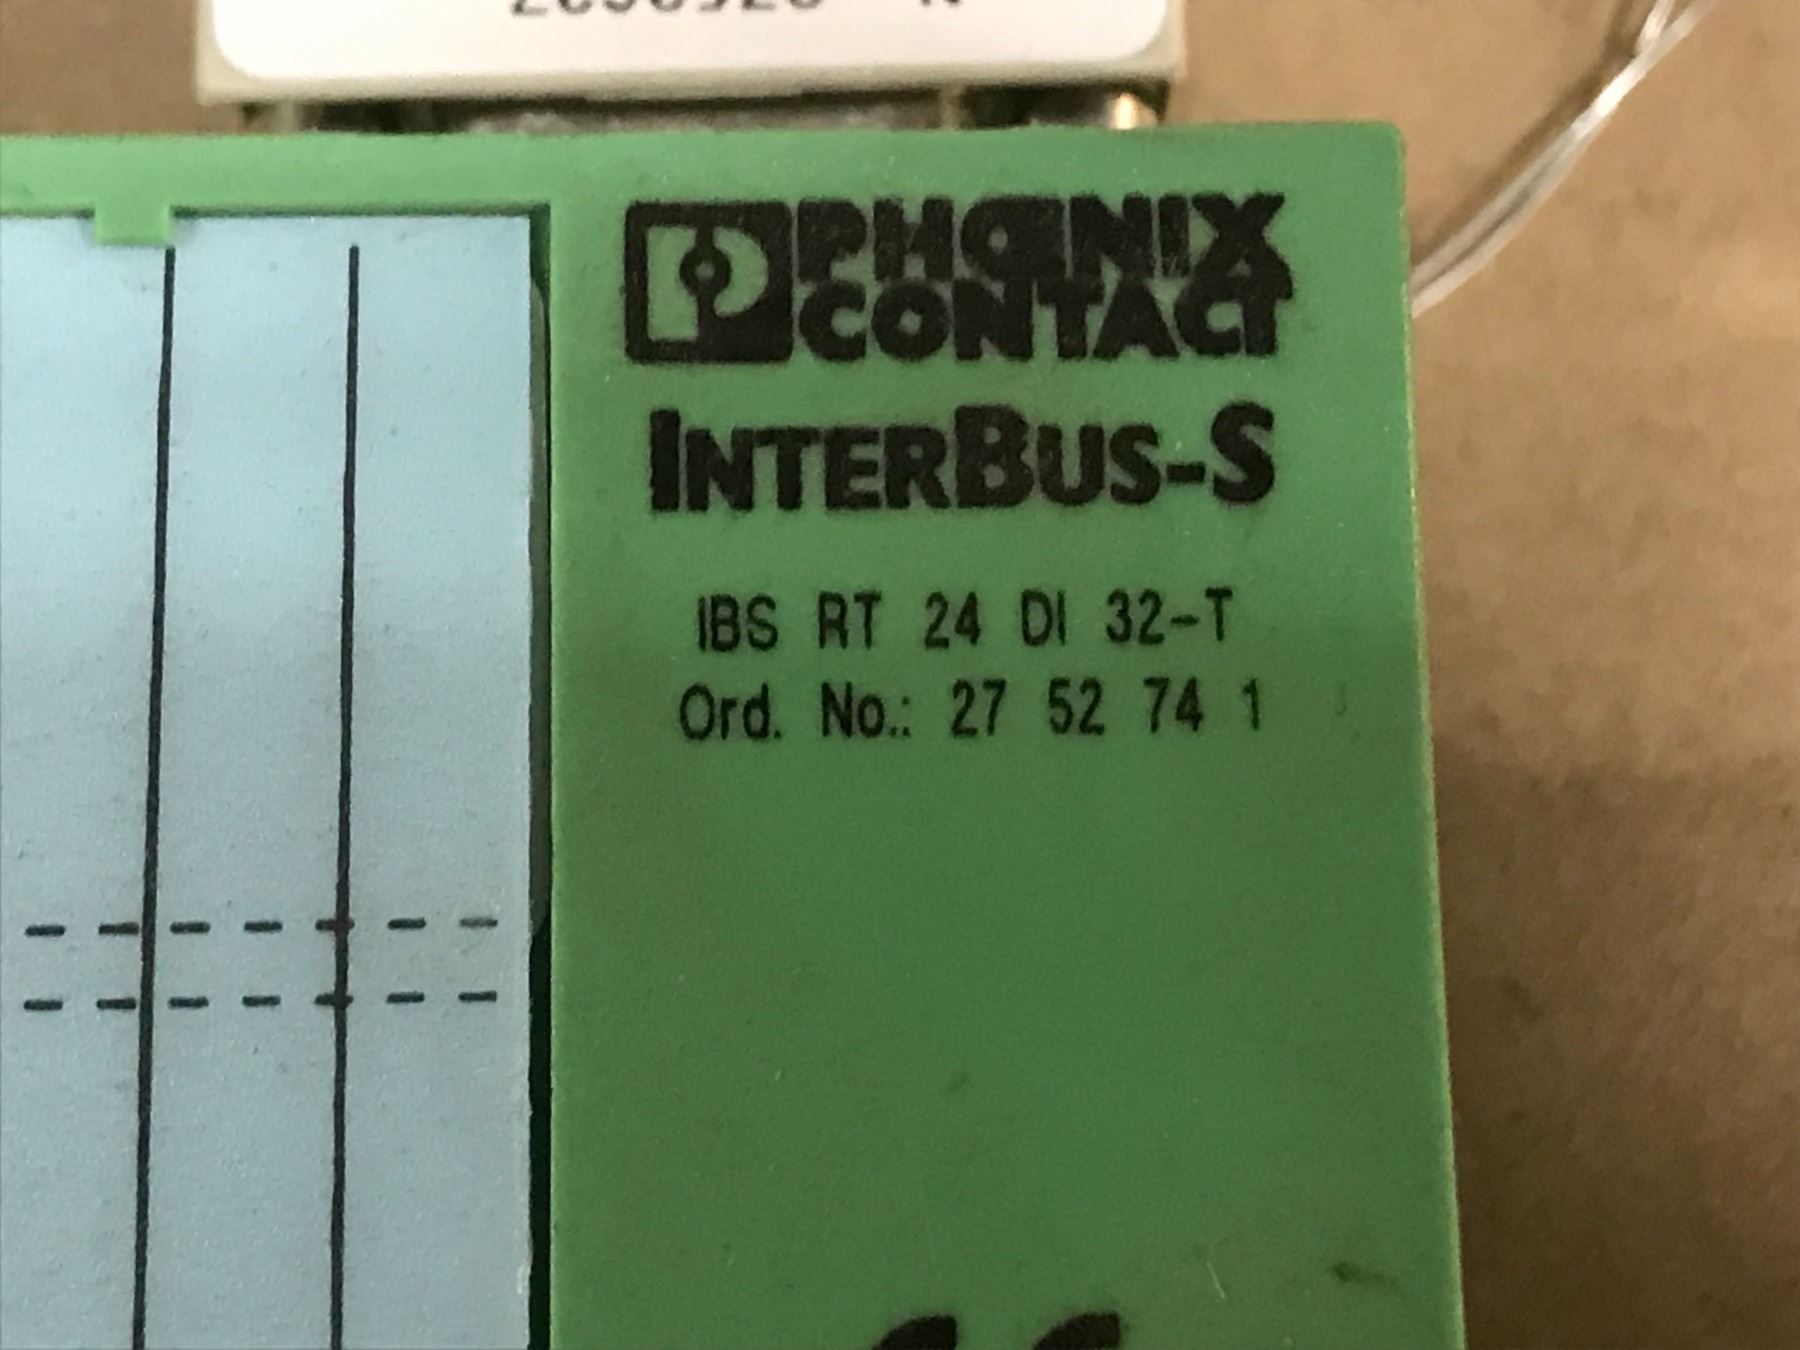 PHŒNIX
CONTACT
INTERBUS-S
IBS RT 24 DI 32-T
Ord. No.: 27 52 74 1